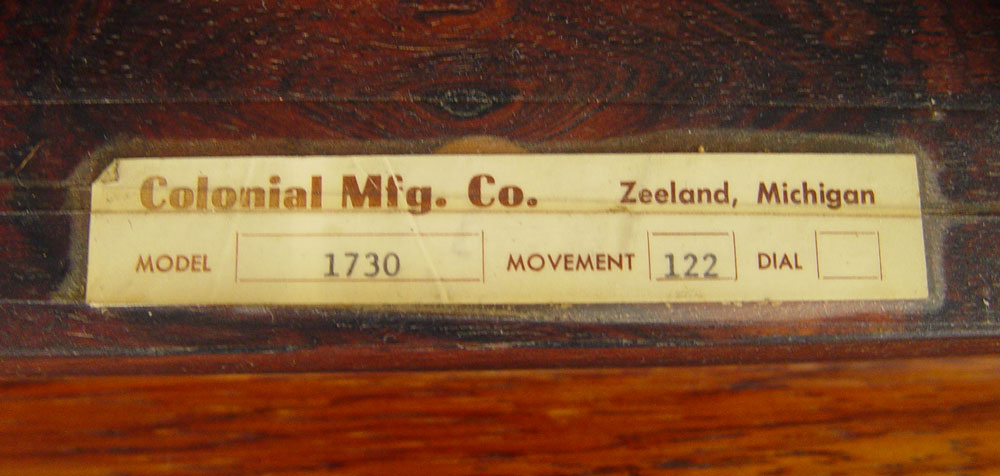 Colonial Mfg. Co. Zeeland, Michigan
MODEL 1730 MOVEMENT 122 DIAL